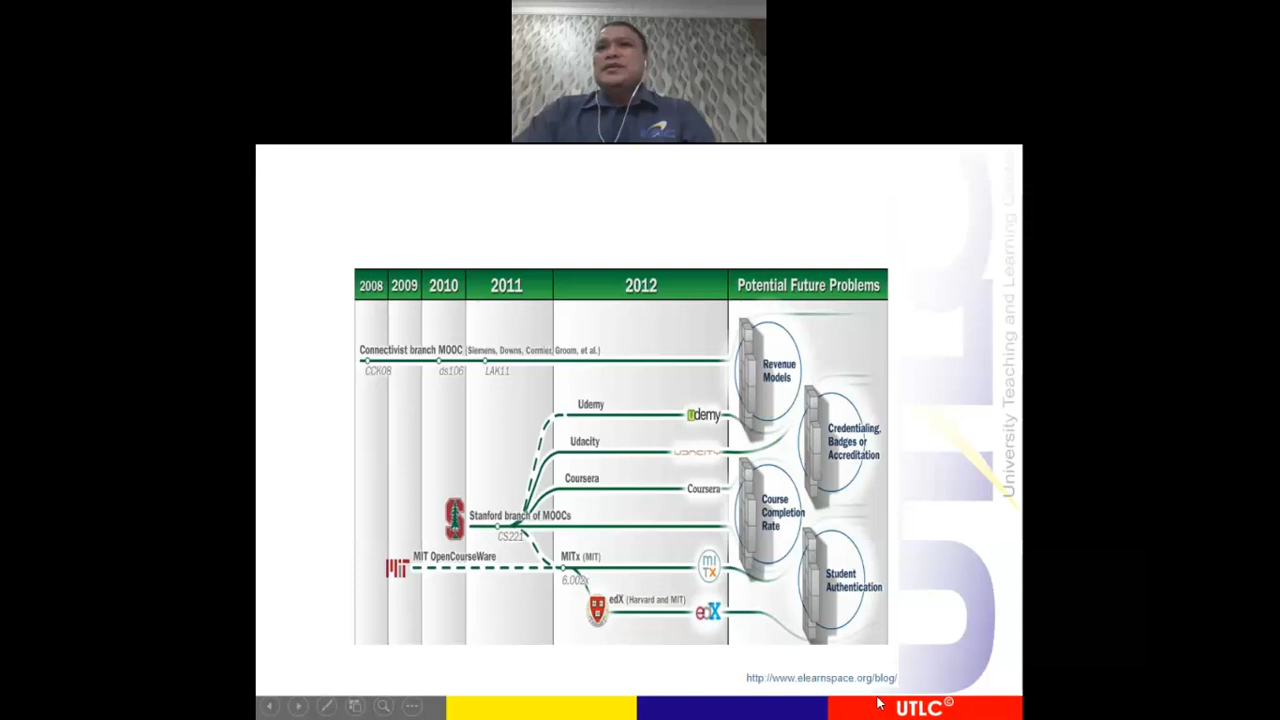 2008 2009 2010 2011 2012 Potential Future Problems
Connectivist branch MOOC (Siemens, Downs, Cormier, Groom, et al.)
CCK08 ds106 LAK11
Revenue
Models
Udemy
udemy
Udacity
UDACITY
Credentialing,
Badges or
Accreditation
Coursera
Coursera
Stanford branch of MOOCs
CS221
Course
Completion
Rate
MIT OpenCourseWare
MIT
MITx (MIT)
6.002x
MITX
Student
Authentication
edX (Harvard and MIT)
edX
http://www.elearnspace.org/blog/
UTLC©
University Teaching and Learning